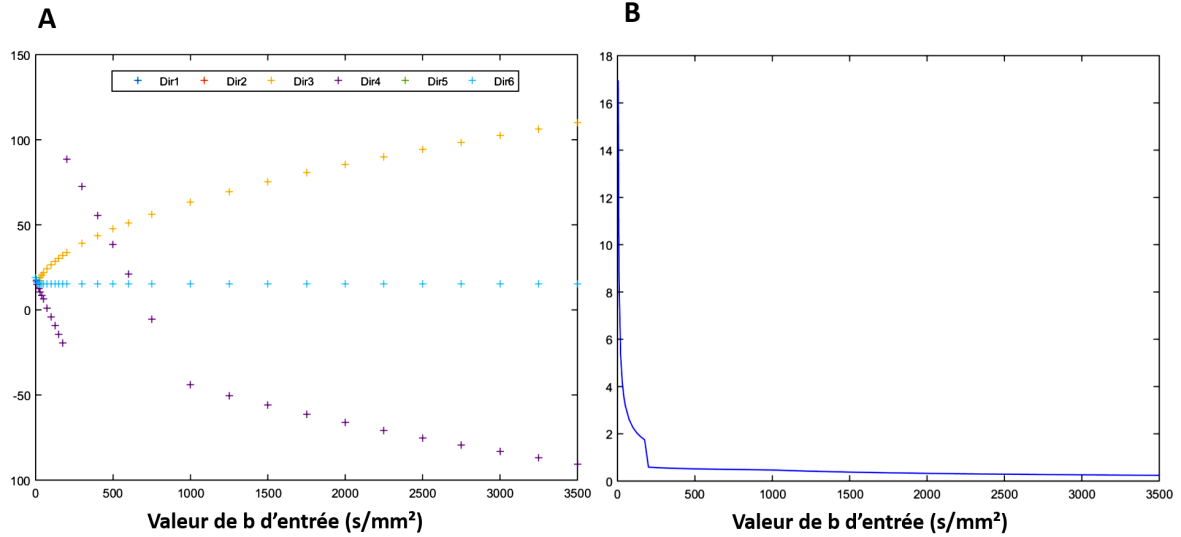 A
B
150
100
50
0
-50
100
Dir1 Dir2 Dir3 Dir4 Dir5 Dir6
0 500 1000 1500 2000 2500 3000 3500
Valeur de b d’entrée (s/mm²)
18
16
14
12
10
8
6
4
2
0
0 500 1000 1500 2000 2500 3000 3500
Valeur de b d’entrée (s/mm²)